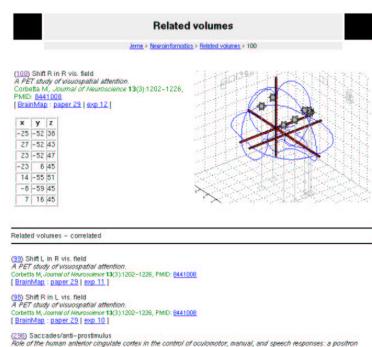 Related volumes
Jerne > Neuroinformatics > Related volumes > 100
(100) Shift R in R vis. field
A PET study of visuospatial attention.
Corbetta M, Journal of Neuroscience 13(3):1202-1226,
PMID: 8441008
[ BrainMap : paper 29 | exp 12 ]
x y z
-25 -52 36
27 -52 43
23 -52 47
-23 6 45
14 -55 51
-6 -59 45
7 16 45
Related volumes - correlated
(99) Shift L in R vis. field
A PET study of visuospatial attention.
Corbetta M, Journal of Neuroscience 13(3):1202-1226, PMID: 8441008
[ BrainMap : paper 29 | exp 11 ]
(98) Shift R in L vis. field
A PET study of visuospatial attention.
Corbetta M, Journal of Neuroscience 13(3):1202-1226, PMID: 8441008
[ BrainMap : paper 29 | exp 10 ]
(296) Saccades/anti-prostimulus
Role of the human anterior cingulate cortex in the control of oculomotor, manual, and speech responses: a positron